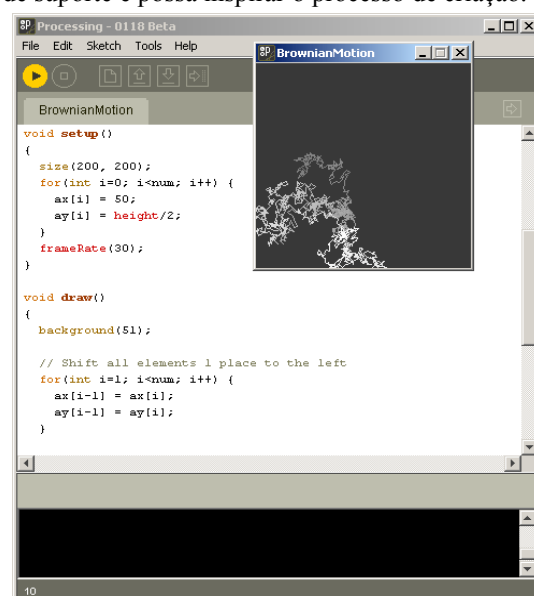 de suporte e possa inspirar o processo de criação.
Processing - 0118 Beta
File Edit Sketch Tools Help
BrownianMotion
BrownianMotion
void setup()
{
  size(200, 200);
  for(int i=0; i<num; i++) {
    ax[i] = 50;
    ay[i] = height/2;
  }
  frameRate(30);
}
void draw()
{
  background(51);
  // Shift all elements 1 place to the left
  for(int i=1; i<num; i++) {
    ax[i-1] = ax[i];
    ay[i-1] = ay[i];
  }
10